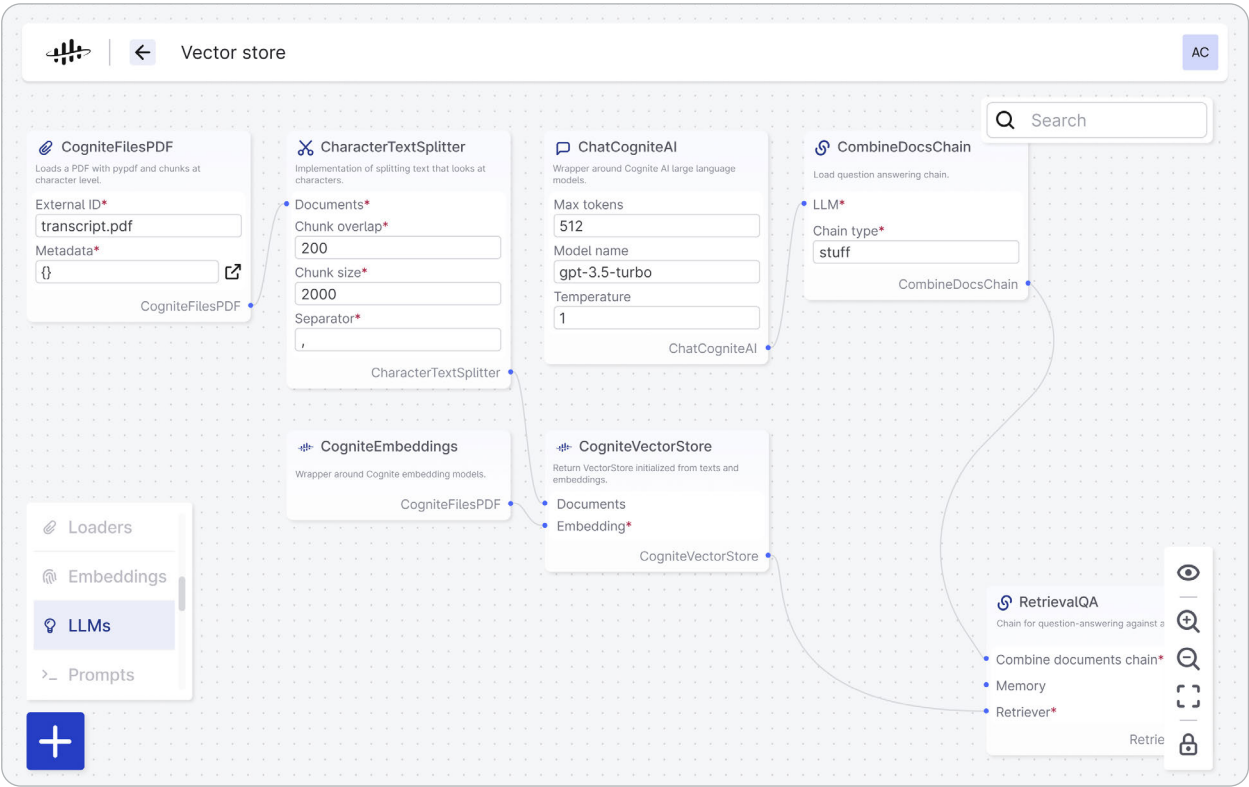 Vector store
AC
Search
CogniteFilesPDF
Loads a PDF with pypdf and chunks at
character level.
External ID*
transcript.pdf
Metadata*
{}
CogniteFilesPDF
CharacterTextSplitter
Implementation of splitting text that looks at
characters.
Documents*
Chunk overlap*
200
Chunk size*
2000
Separator*
,
CharacterTextSplitter
ChatCogniteAI
Wrapper around Cognite AI large language
models.
Max tokens
512
Model name
gpt-3.5-turbo
Temperature
1
ChatCogniteAI
CombineDocsChain
Load question answering chain.
LLM*
Chain type*
stuff
CombineDocsChain
CogniteEmbeddings
Wrapper around Cognite embedding models.
CogniteFilesPDF
CogniteVectorStore
Return VectorStore initialized from texts and
embeddings.
Documents
Embedding*
CogniteVectorStore
Loaders
Embeddings
LLMs
Prompts
RetrievalQA
Chain for question-answering against a
Combine documents chain*
Memory
Retriever*
Retrie